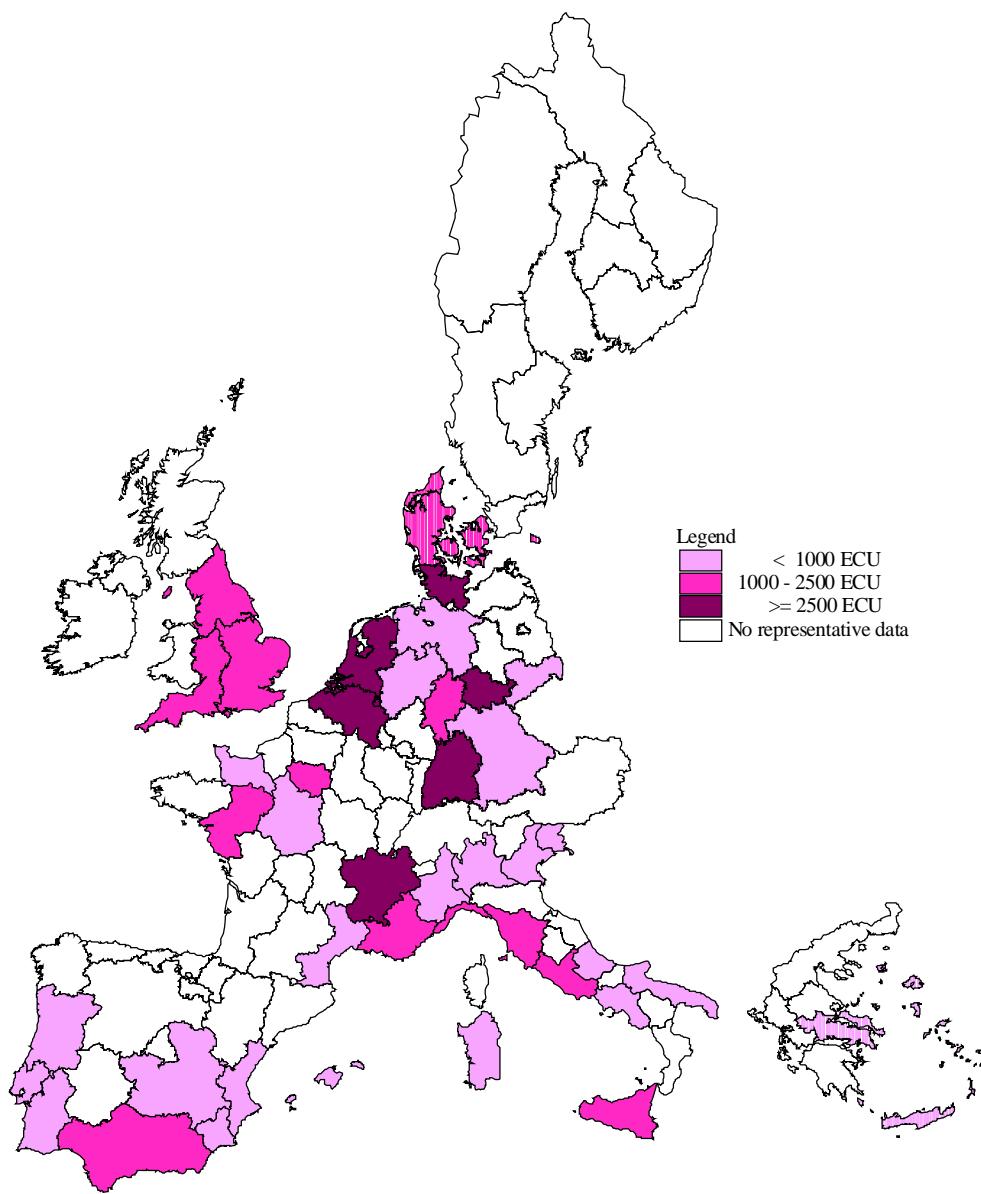 Legend
< 1000 ECU
1000 - 2500 ECU
>= 2500 ECU
No representative data